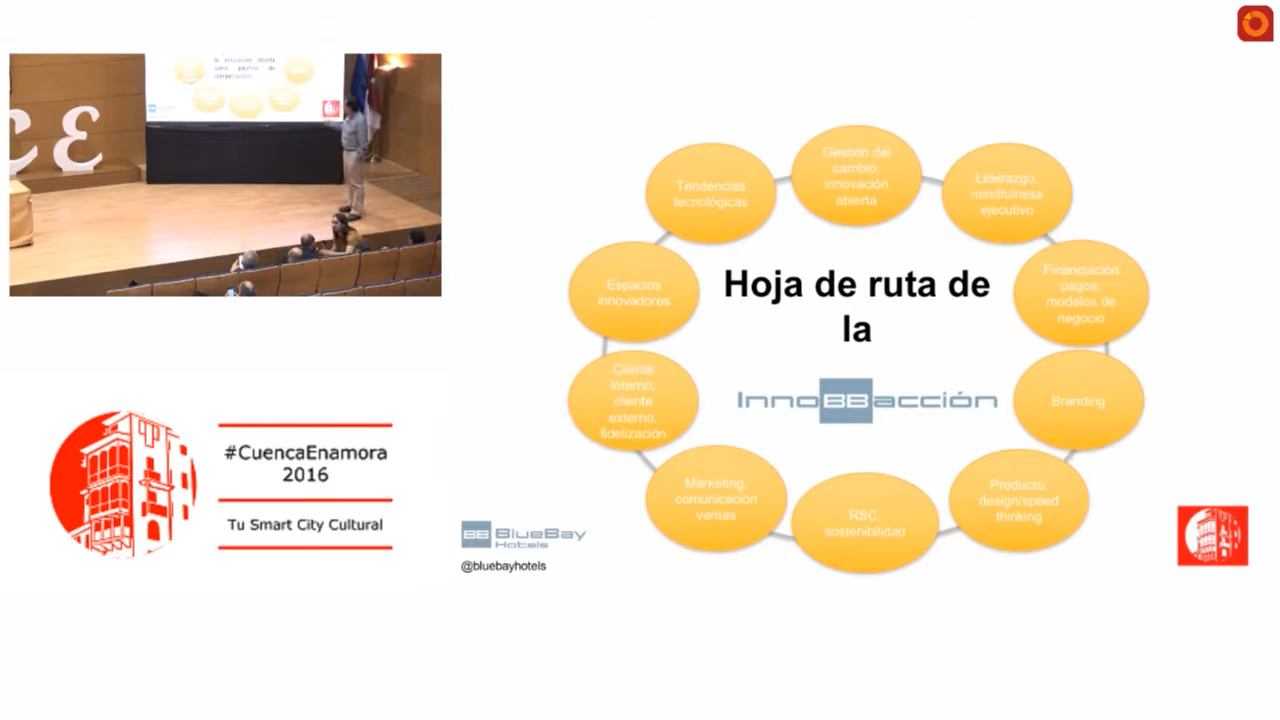 Gestión del
cambio,
innovación
abierta
Tendencias
tecnológicas
Liderazgo,
mindfulness
ejecutivo
Espacios
innovadores
Hoja de ruta de
la
Financiación
pagos,
modelos de
negocio
Cliente
interno,
cliente
externo,
fidelización
InnoBBacción
Branding
Marketing,
comunicación
ventas
RSC,
sostenibilidad
Producto,
design/speed
thinking
#CuencaEnamora
2016
Tu Smart City Cultural
BB BlueBay
Hotels
@bluebayhotels